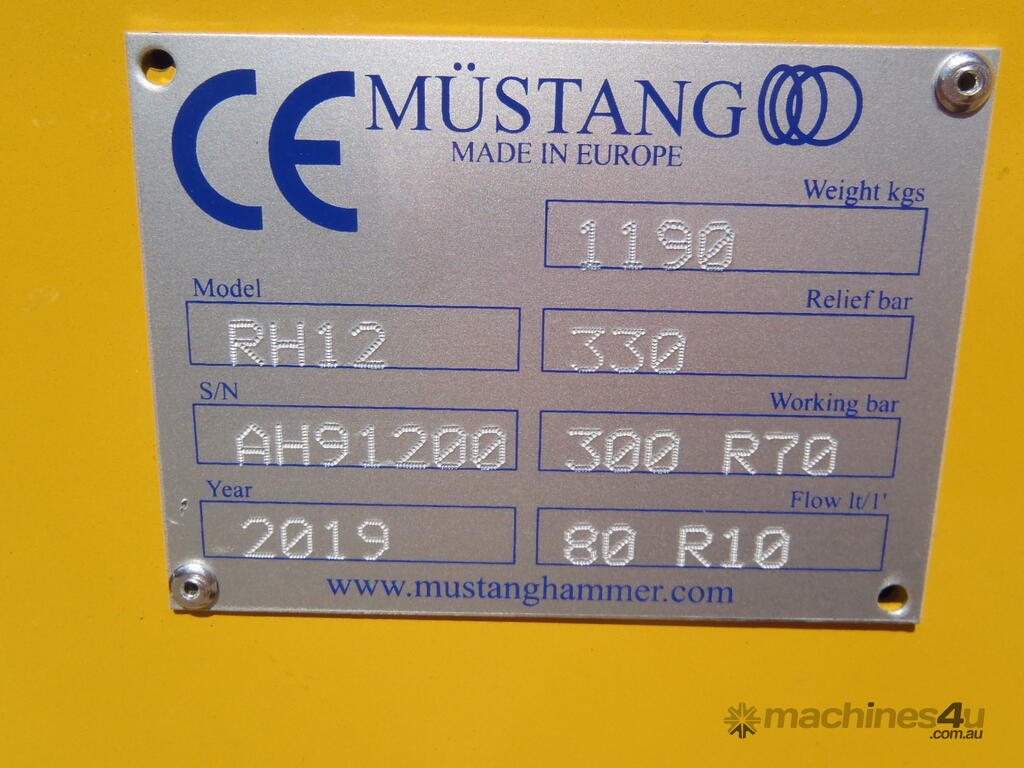 CE MÜSTANG
MADE IN EUROPE
Weight kgs
1190
Model
RH12
Relief bar
330
S/N
AH91200
Working bar
300 R70
Year
2019
Flow lt/1'
80 R10
www.mustanghammer.com
machines4u
.com.au